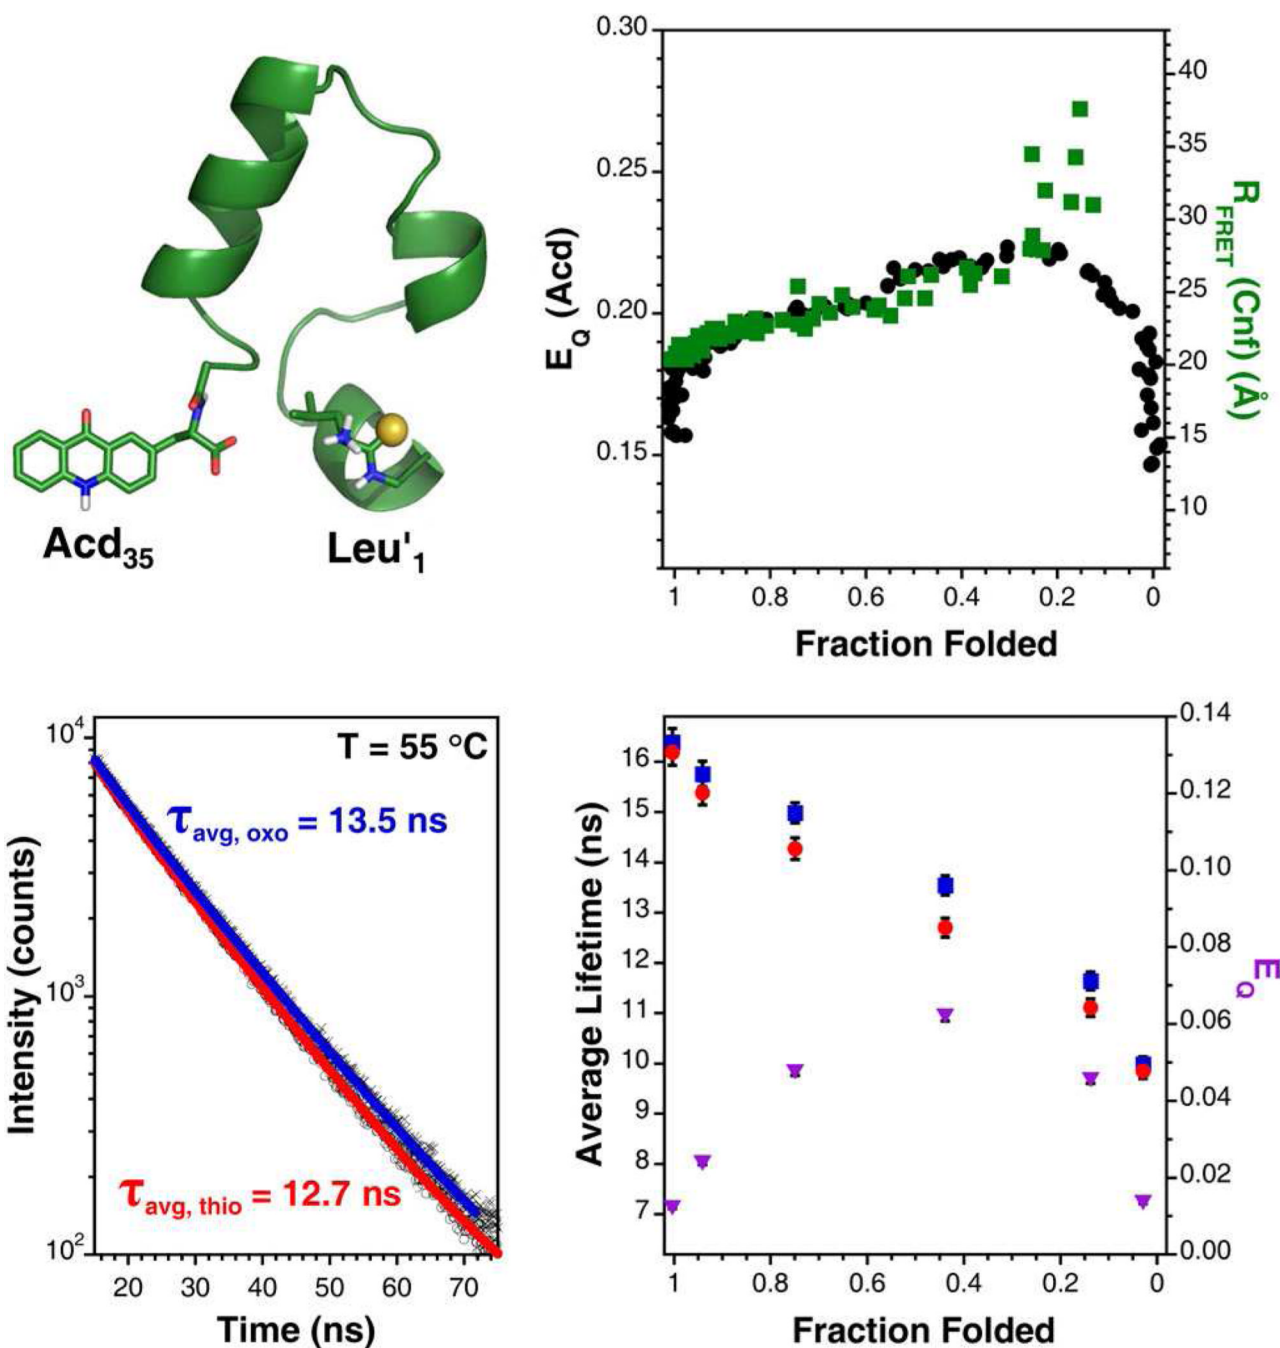 Acd35
Leu'1
0.30
0.25
0.20
0.15
EQ (Acd)
40
35
30
25
20
15
10
RFRET (Cnf) (Å)
1 0.8 0.6 0.4 0.2 0
Fraction Folded
10^4
10^3
10^2
Intensity (counts)
T = 55 °C
τavg, oxo = 13.5 ns
τavg, thio = 12.7 ns
20 30 40 50 60 70
Time (ns)
16
15
14
13
12
11
10
9
8
7
Average Lifetime (ns)
0.14
0.12
0.10
0.08
0.06
0.04
0.02
0.00
EQ
1 0.8 0.6 0.4 0.2 0
Fraction Folded